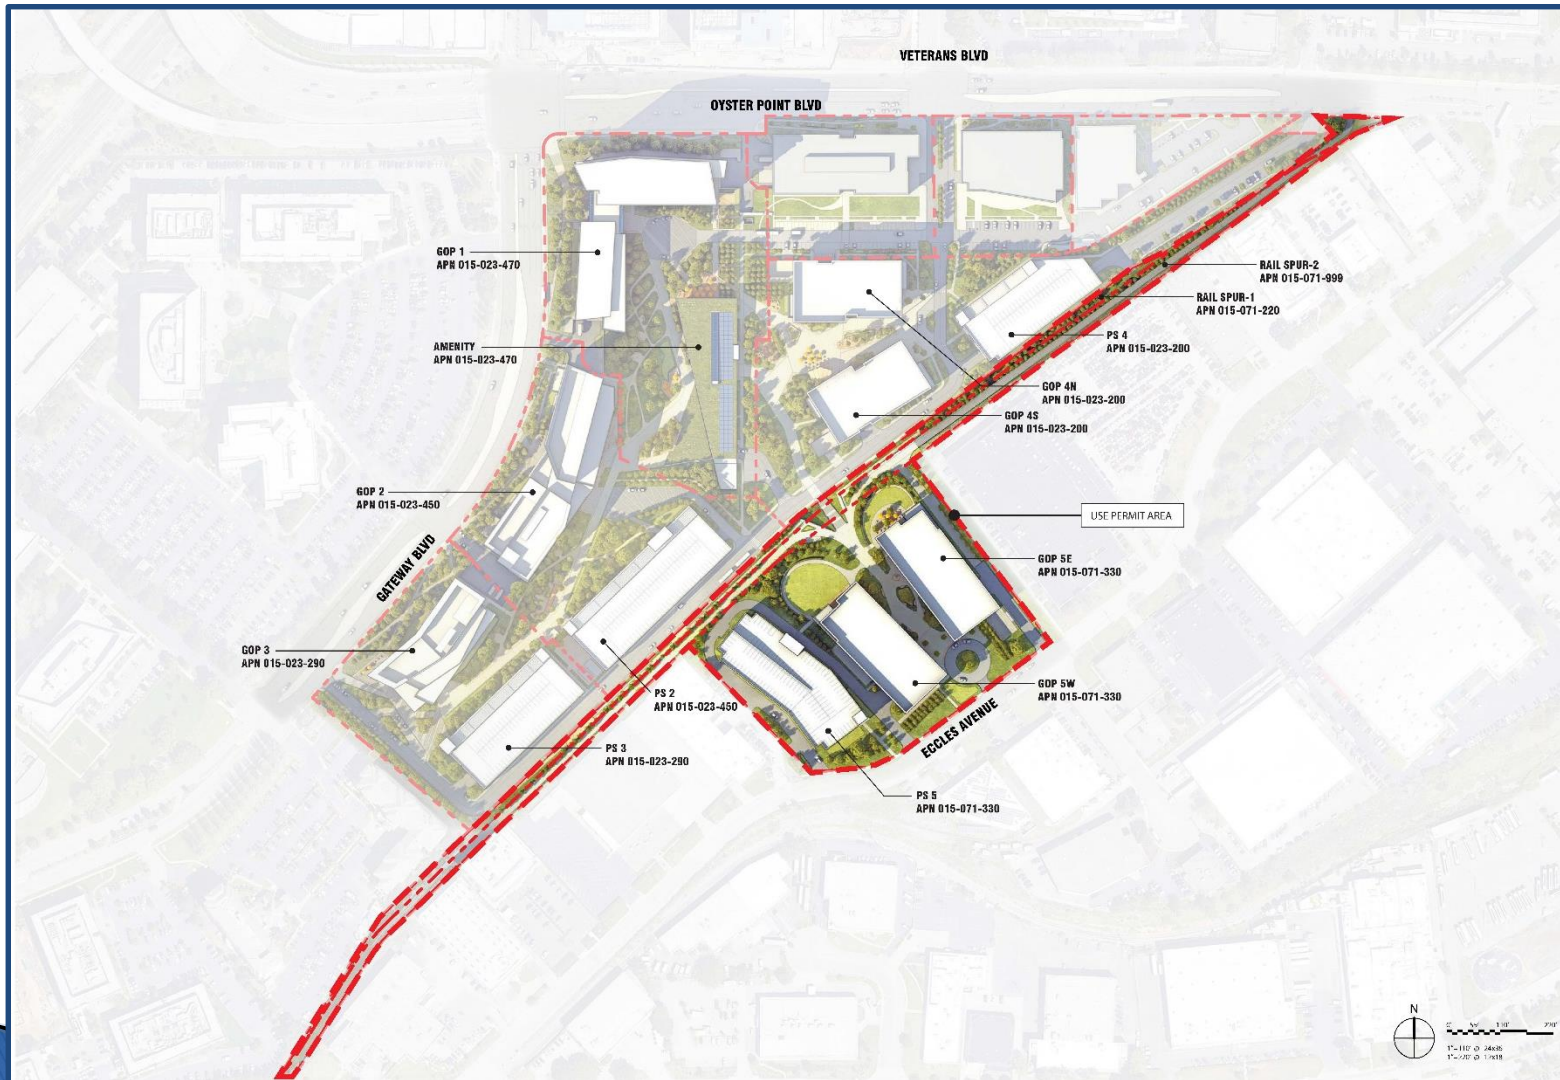 VETERANS BLVD
OYSTER POINT BLVD
GOP 1
APN 015-023-470
RAIL SPUR-2
APN 015-071-999
RAIL SPUR-1
APN 015-071-220
PS 4
APN 015-023-200
AMENITY
APN 015-023-470
GOP 4N
APN 015-023-200
GOP 4S
APN 015-023-200
GOP 2
APN 015-023-450
USE PERMIT AREA
GATEWAY BLVD
GOP 5E
APN 015-071-330
GOP 3
APN 015-023-290
GOP 5W
APN 015-071-330
PS 2
APN 015-023-450
ECCLES AVENUE
PS 3
APN 015-023-290
PS 5
APN 015-071-330
N